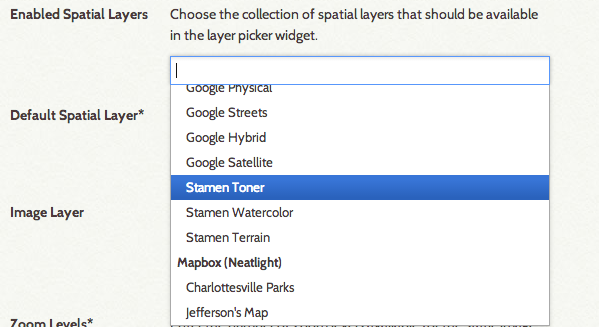 Enabled Spatial Layers
Choose the collection of spatial layers that should be available
in the layer picker widget.
Google Physical
Default Spatial Layer*
Google Streets
Google Hybrid
Google Satellite
Stamen Toner
Image Layer
Stamen Watercolor
Stamen Terrain
Mapbox (Neatlight)
Charlottesville Parks
Jefferson's Map
Zoom Levels*